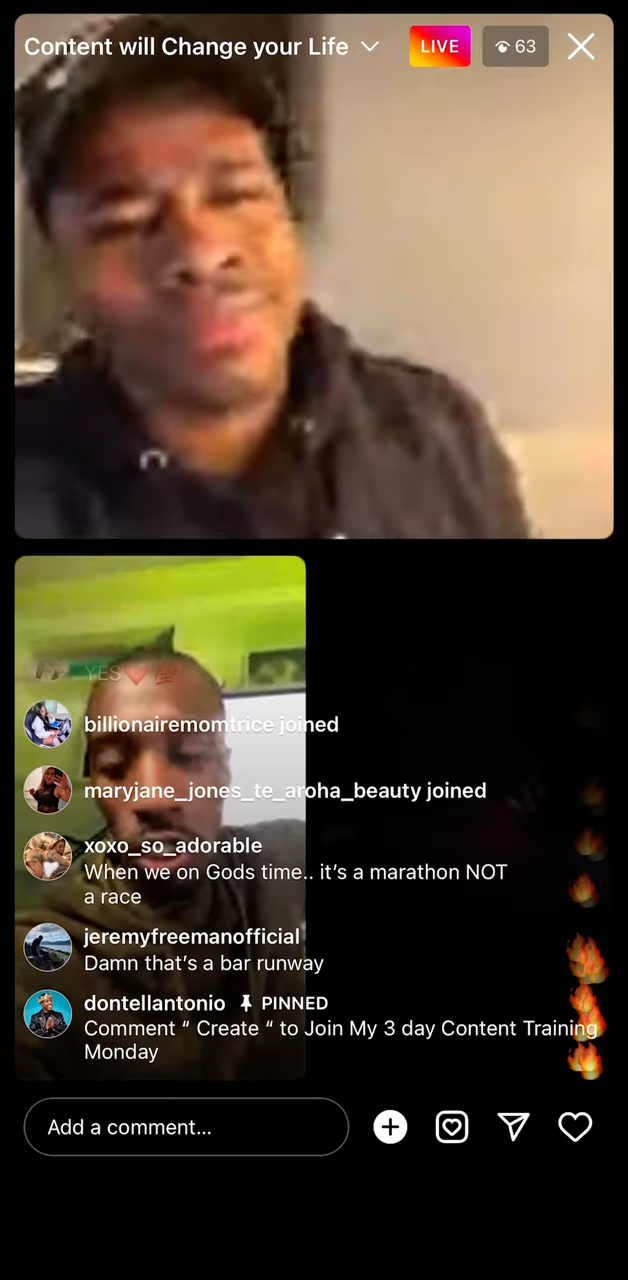 Content will Change your Life
LIVE
63
YES❤️💯
billionairemomtrice joined
maryjane_jones_te_aroha_beauty joined
xoxo_so_adorable
When we on Gods time.. it’s a marathon NOT
a race
jeremyfreemanofficial
Damn that’s a bar runway
dontellantonio 📌 PINNED
Comment “ Create “ to Join My 3 day Content Training
Monday
Add a comment...